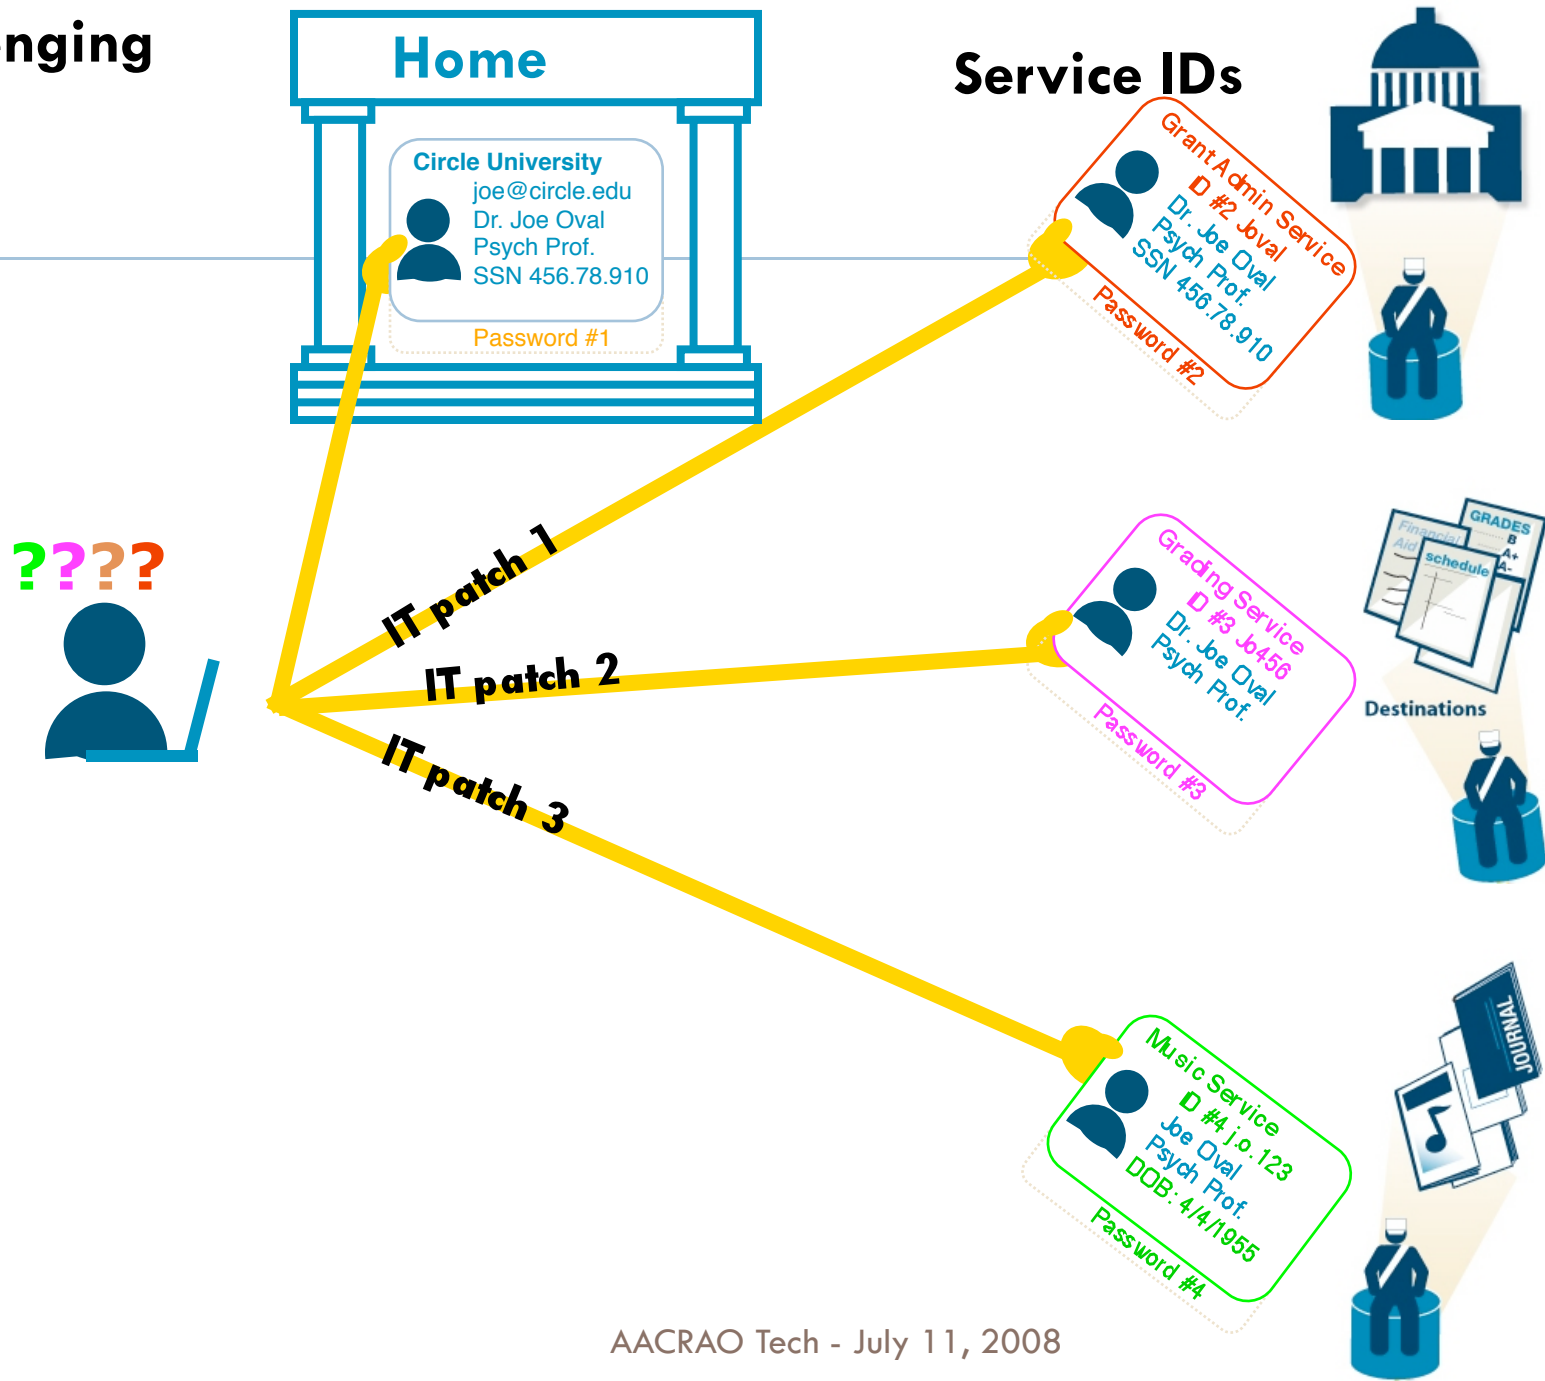 nging
Home
Service IDs
Circle University
joe@circle.edu
Dr. Joe Oval
Psych Prof.
SSN 456.78.910
Password #1
Grant Admin Service
ID #2 Joval
Dr. Joe Oval
Psych Prof.
SSN 456.78.910
Password #2
????
IT patch 1
IT patch 2
IT patch 3
Grading Service
ID #3 Jo456
Dr. Joe Oval
Psych Prof.
Password #3
Financial
Aid
GRADES
B
A+
A-
schedule
Destinations
Music Service
ID #4 j.o.123
Joe Oval
Psych Prof.
DOB: 4/4/1955
Password #4
JOURNAL
AACRAO Tech - July 11, 2008